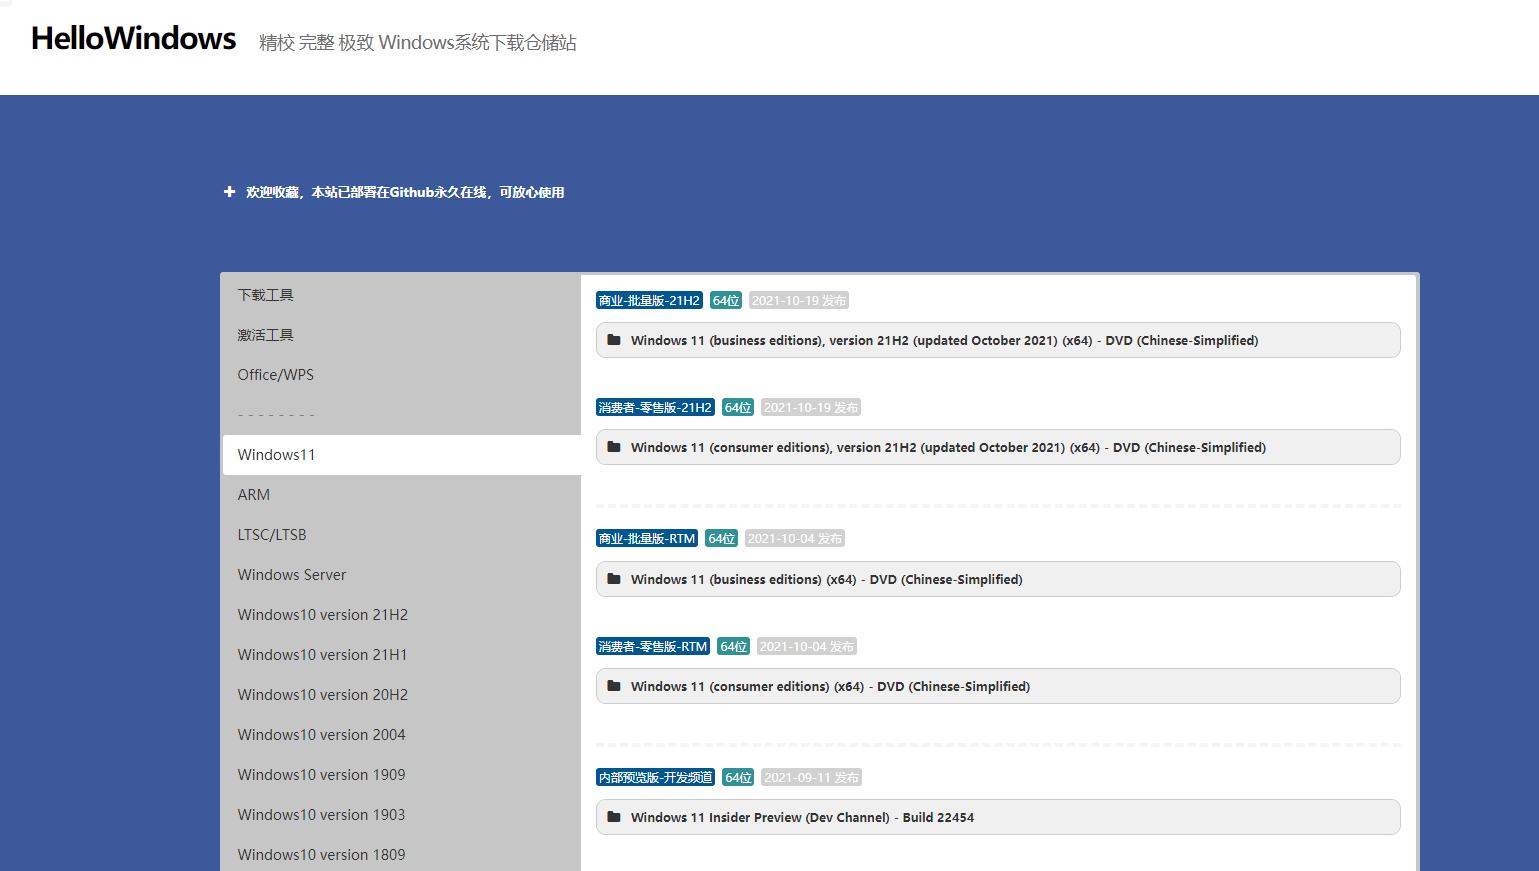 HelloWindows 精校 完整 极致 Windows系统下载仓储站
欢迎收藏，本站已部署在Github永久在线，可放心使用
下载工具
激活工具
Office/WPS
- - - - - - - -
Windows11
ARM
LTSC/LTSB
Windows Server
Windows10 version 21H2
Windows10 version 21H1
Windows10 version 20H2
Windows10 version 2004
Windows10 version 1909
Windows10 version 1903
Windows10 version 1809
商业-批量版-21H2 64位 2021-10-19 发布
Windows 11 (business editions), version 21H2 (updated October 2021) (x64) - DVD (Chinese-Simplified)
消费者-零售版-21H2 64位 2021-10-19 发布
Windows 11 (consumer editions), version 21H2 (updated October 2021) (x64) - DVD (Chinese-Simplified)
商业-批量版-RTM 64位 2021-10-04 发布
Windows 11 (business editions) (x64) - DVD (Chinese-Simplified)
消费者-零售版-RTM 64位 2021-10-04 发布
Windows 11 (consumer editions) (x64) - DVD (Chinese-Simplified)
内部预览版-开发频道 64位 2021-09-11 发布
Windows 11 Insider Preview (Dev Channel) - Build 22454